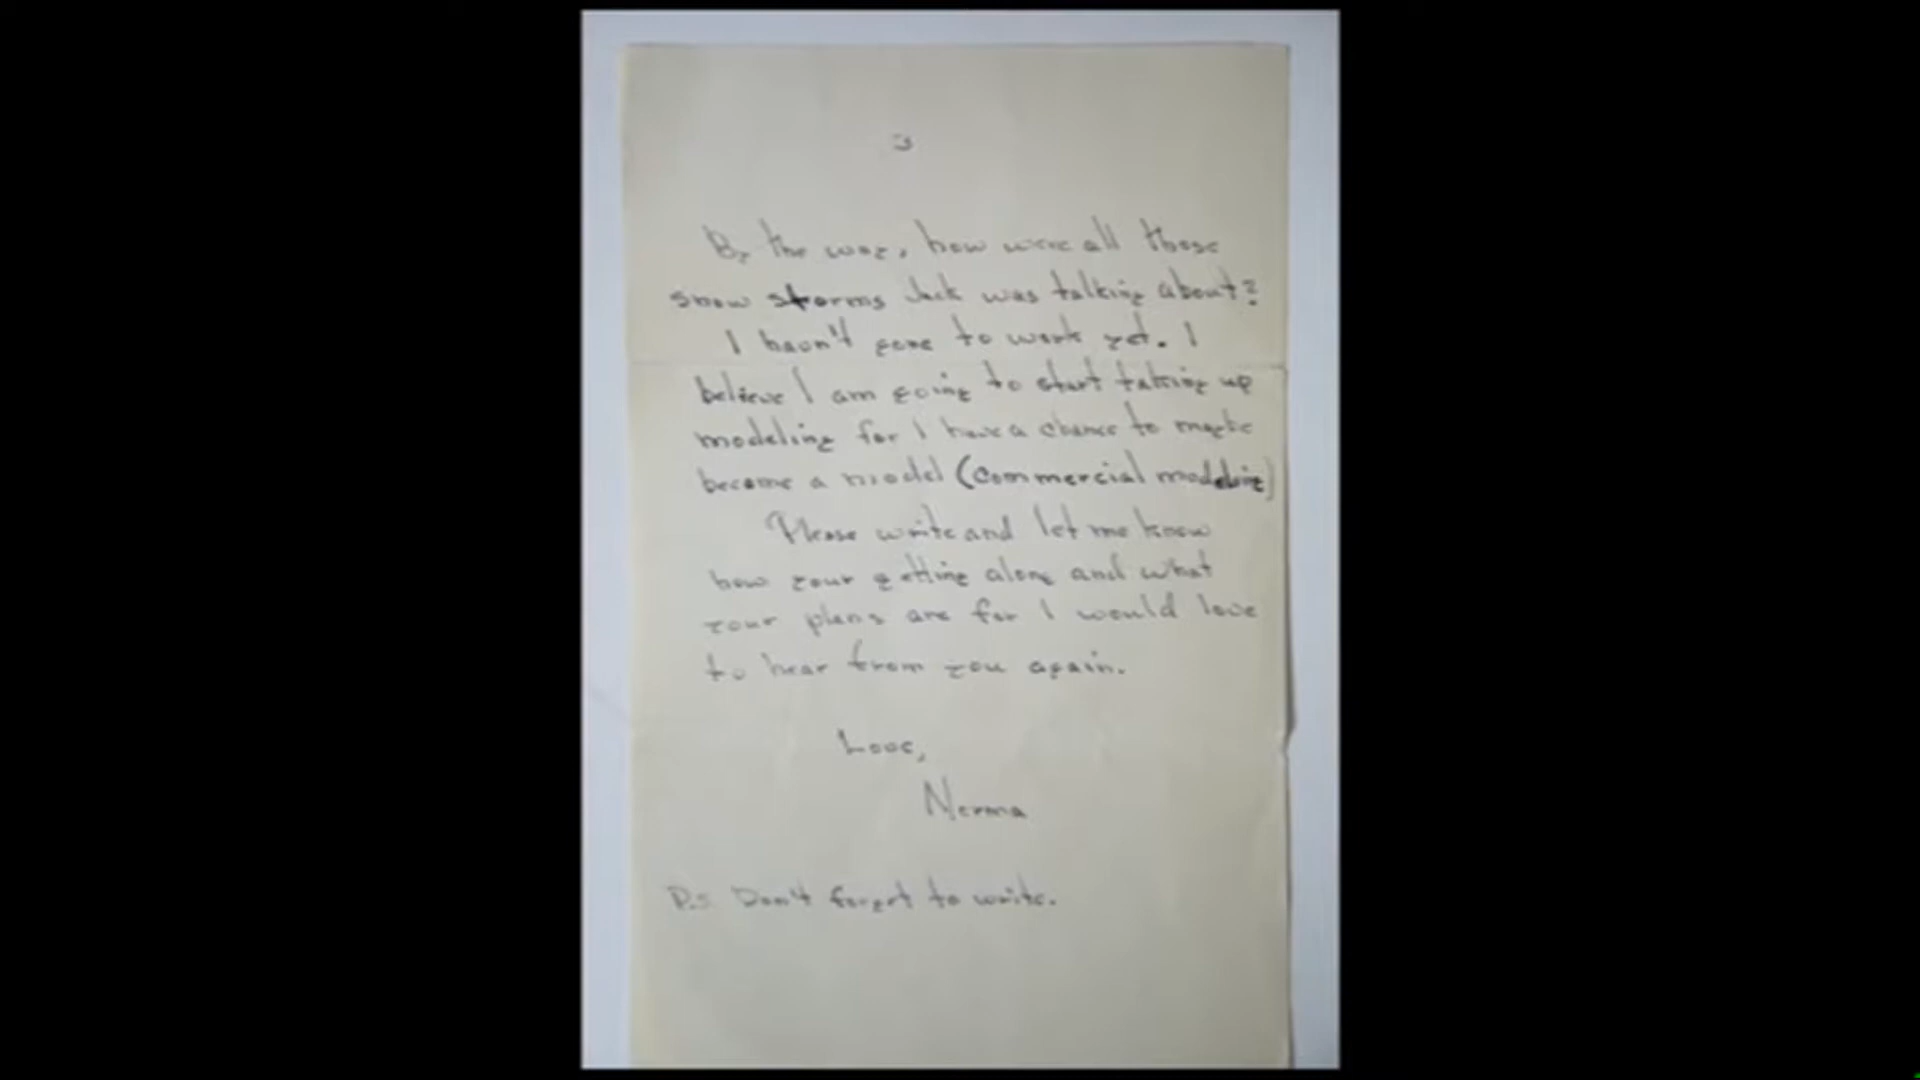 3
By the way, how were all those
snow storms Jack was talking about?
I havn't gone to work yet. I
believe I am going to start taking up
modeling for I have a chance to maybe
become a model (Commercial modeling)
Please write and let me know
how your getting along and what
your plans are for I would love
to hear from you again.
Love,
Norma
P.S. Don't forget to write.